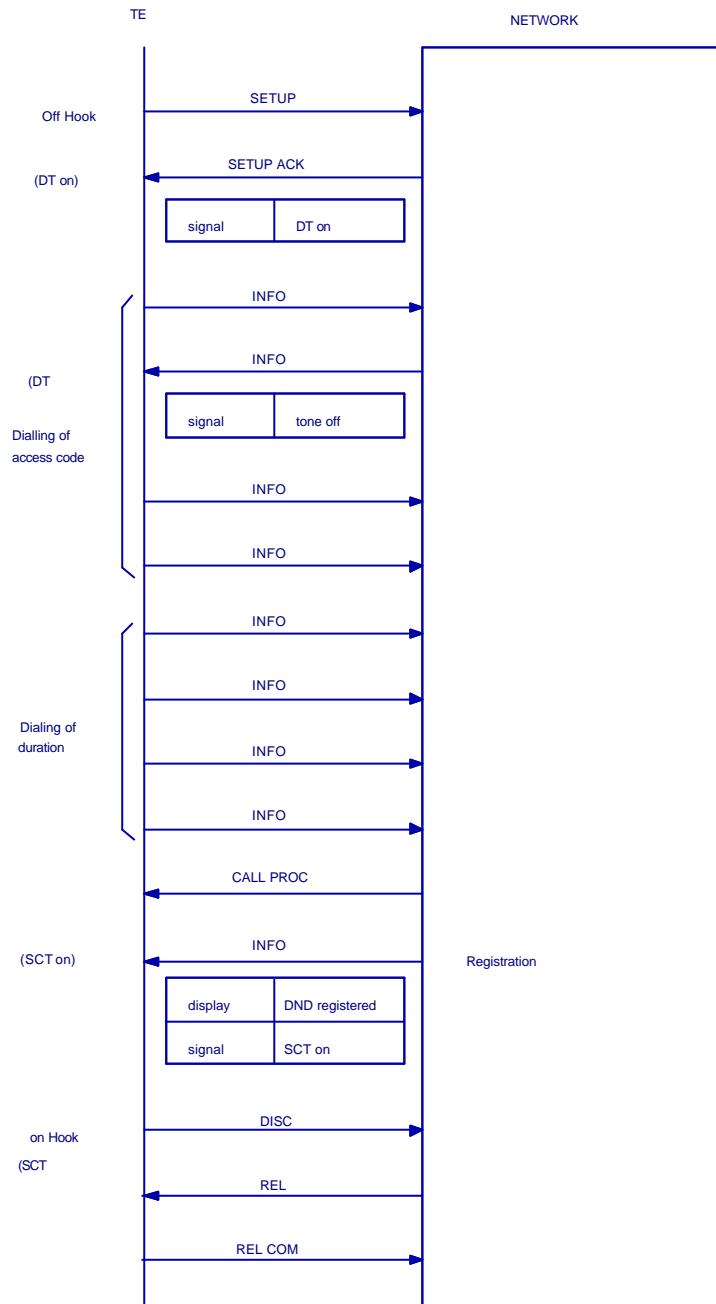 TE
NETWORK
SETUP
Off Hook
SETUP ACK
(DT on)
signal DT on
INFO
INFO
(DT
signal tone off
Dialling of
access code
INFO
INFO
INFO
INFO
Dialing of
duration
INFO
INFO
CALL PROC
INFO
(SCT on)
Registration
display DND registered
signal SCT on
DISC
on Hook
(SCT
REL
REL COM